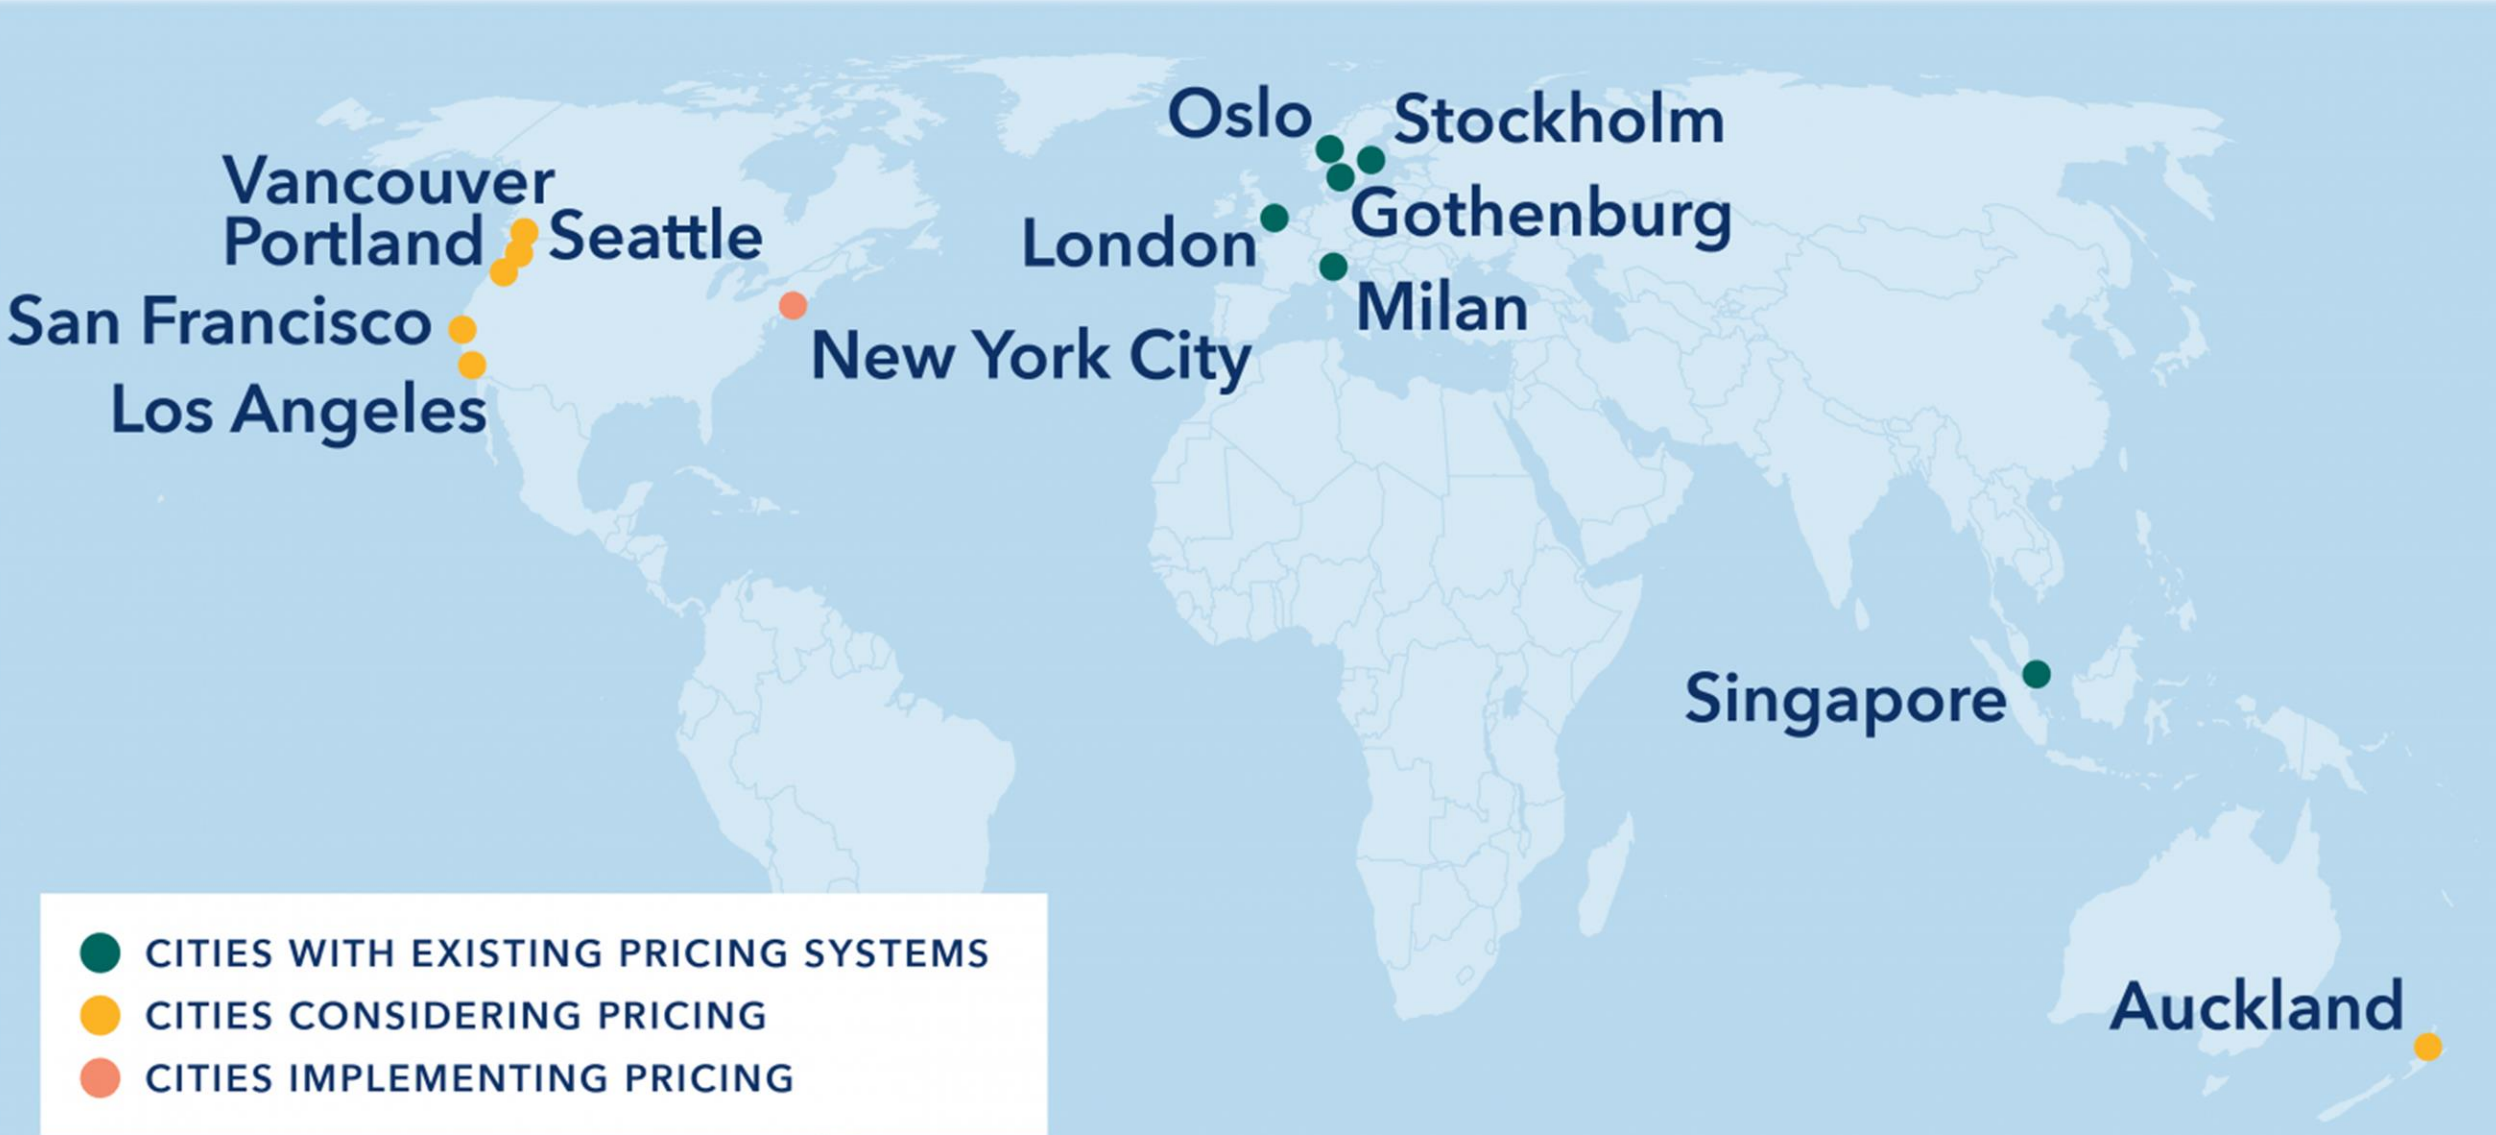 Oslo
Stockholm
Vancouver
Portland
Seattle
Gothenburg
London
San Francisco
Milan
New York City
Los Angeles
Singapore
Auckland
CITIES WITH EXISTING PRICING SYSTEMS
CITIES CONSIDERING PRICING
CITIES IMPLEMENTING PRICING